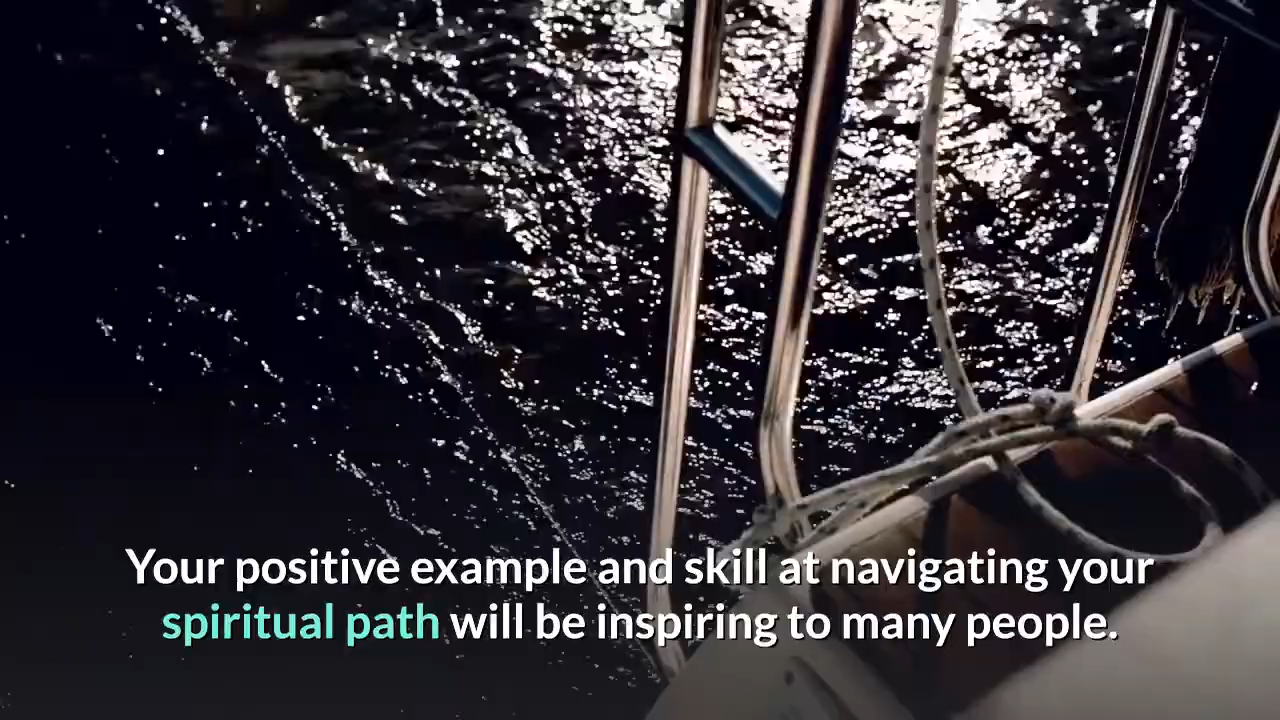 Your positive example and skill at navigating your
spiritual path will be inspiring to many people.